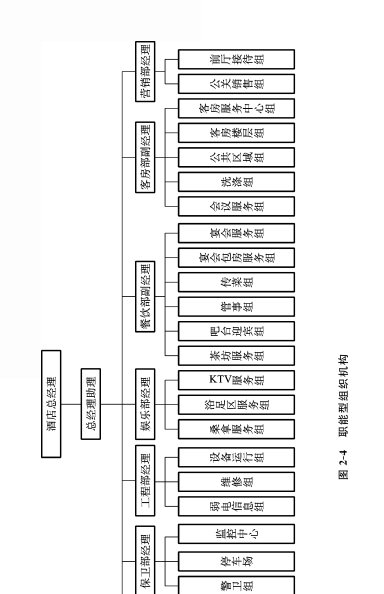 酒店总经理
总经理助理
保卫部经理
工程部经理
娱乐部经理
餐饮部副经理
客房部副经理
营销部经理
警卫组
停车场
监控中心
弱电信息组
维修组
设备运行组
桑拿服务组
浴足区服务组
KTV服务组
茶坊服务组
吧台迎宾组
管事组
传菜组
宴会包房服务组
宴会服务组
会议服务组
洗涤组
公共区域组
客房楼层组
客房服务中心组
公关销售组
前厅接待组
图 2-4 职能型组织机构